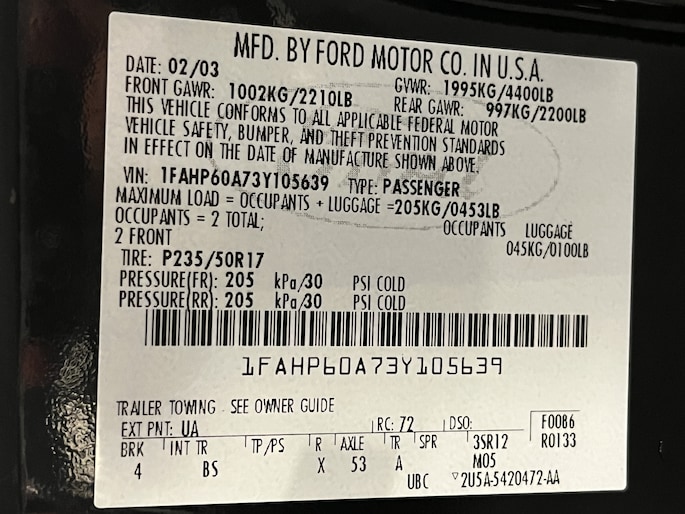 MFD. BY FORD MOTOR CO. IN U.S.A.
DATE: 02/03 GVWR: 1995KG/4400LB
FRONT GAWR: 1002KG/2210LB REAR GAWR: 997KG/2200LB
THIS VEHICLE CONFORMS TO ALL APPLICABLE FEDERAL MOTOR
VEHICLE SAFETY, BUMPER, AND THEFT PREVENTION STANDARDS
IN EFFECT ON THE DATE OF MANUFACTURE SHOWN ABOVE.
VIN: 1FAHP60A73Y105639 TYPE: PASSENGER
MAXIMUM LOAD = OCCUPANTS + LUGGAGE =205KG/0453LB
OCCUPANTS = 2 TOTAL; OCCUPANTS LUGGAGE
2 FRONT 045KG/0100LB
TIRE: P235/50R17
PRESSURE(FR): 205 kPa/30 PSI COLD
PRESSURE(RR): 205 kPa/30 PSI COLD
1FAHP60A73Y105639
TRAILER TOWING - SEE OWNER GUIDE
EXT PNT: UA RC: 72 DSO: F0086
BRK INT TR TP/PS R AXLE TR SPR 3SR12 R0133
4 BS X 53 A M05
UBC ▽2U5A-5420472-AA